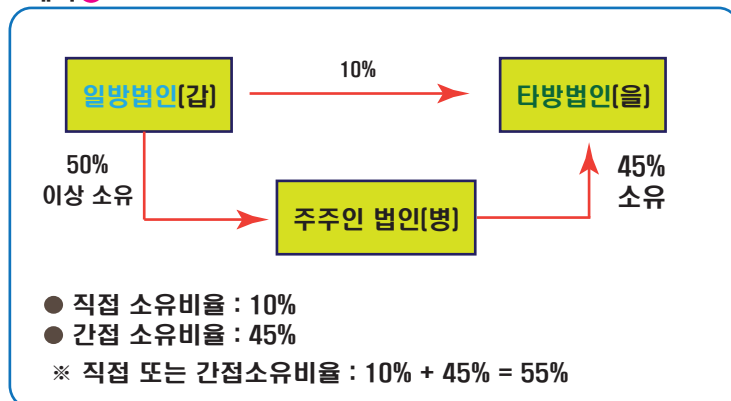 10%
일방법인(갑)
타방법인(을)
50%
이상 소유
45%
소유
주주인 법인(병)
● 직접 소유비율 : 10%
● 간접 소유비율 : 45%
※ 직접 또는 간접소유비율 : 10% + 45% = 55%